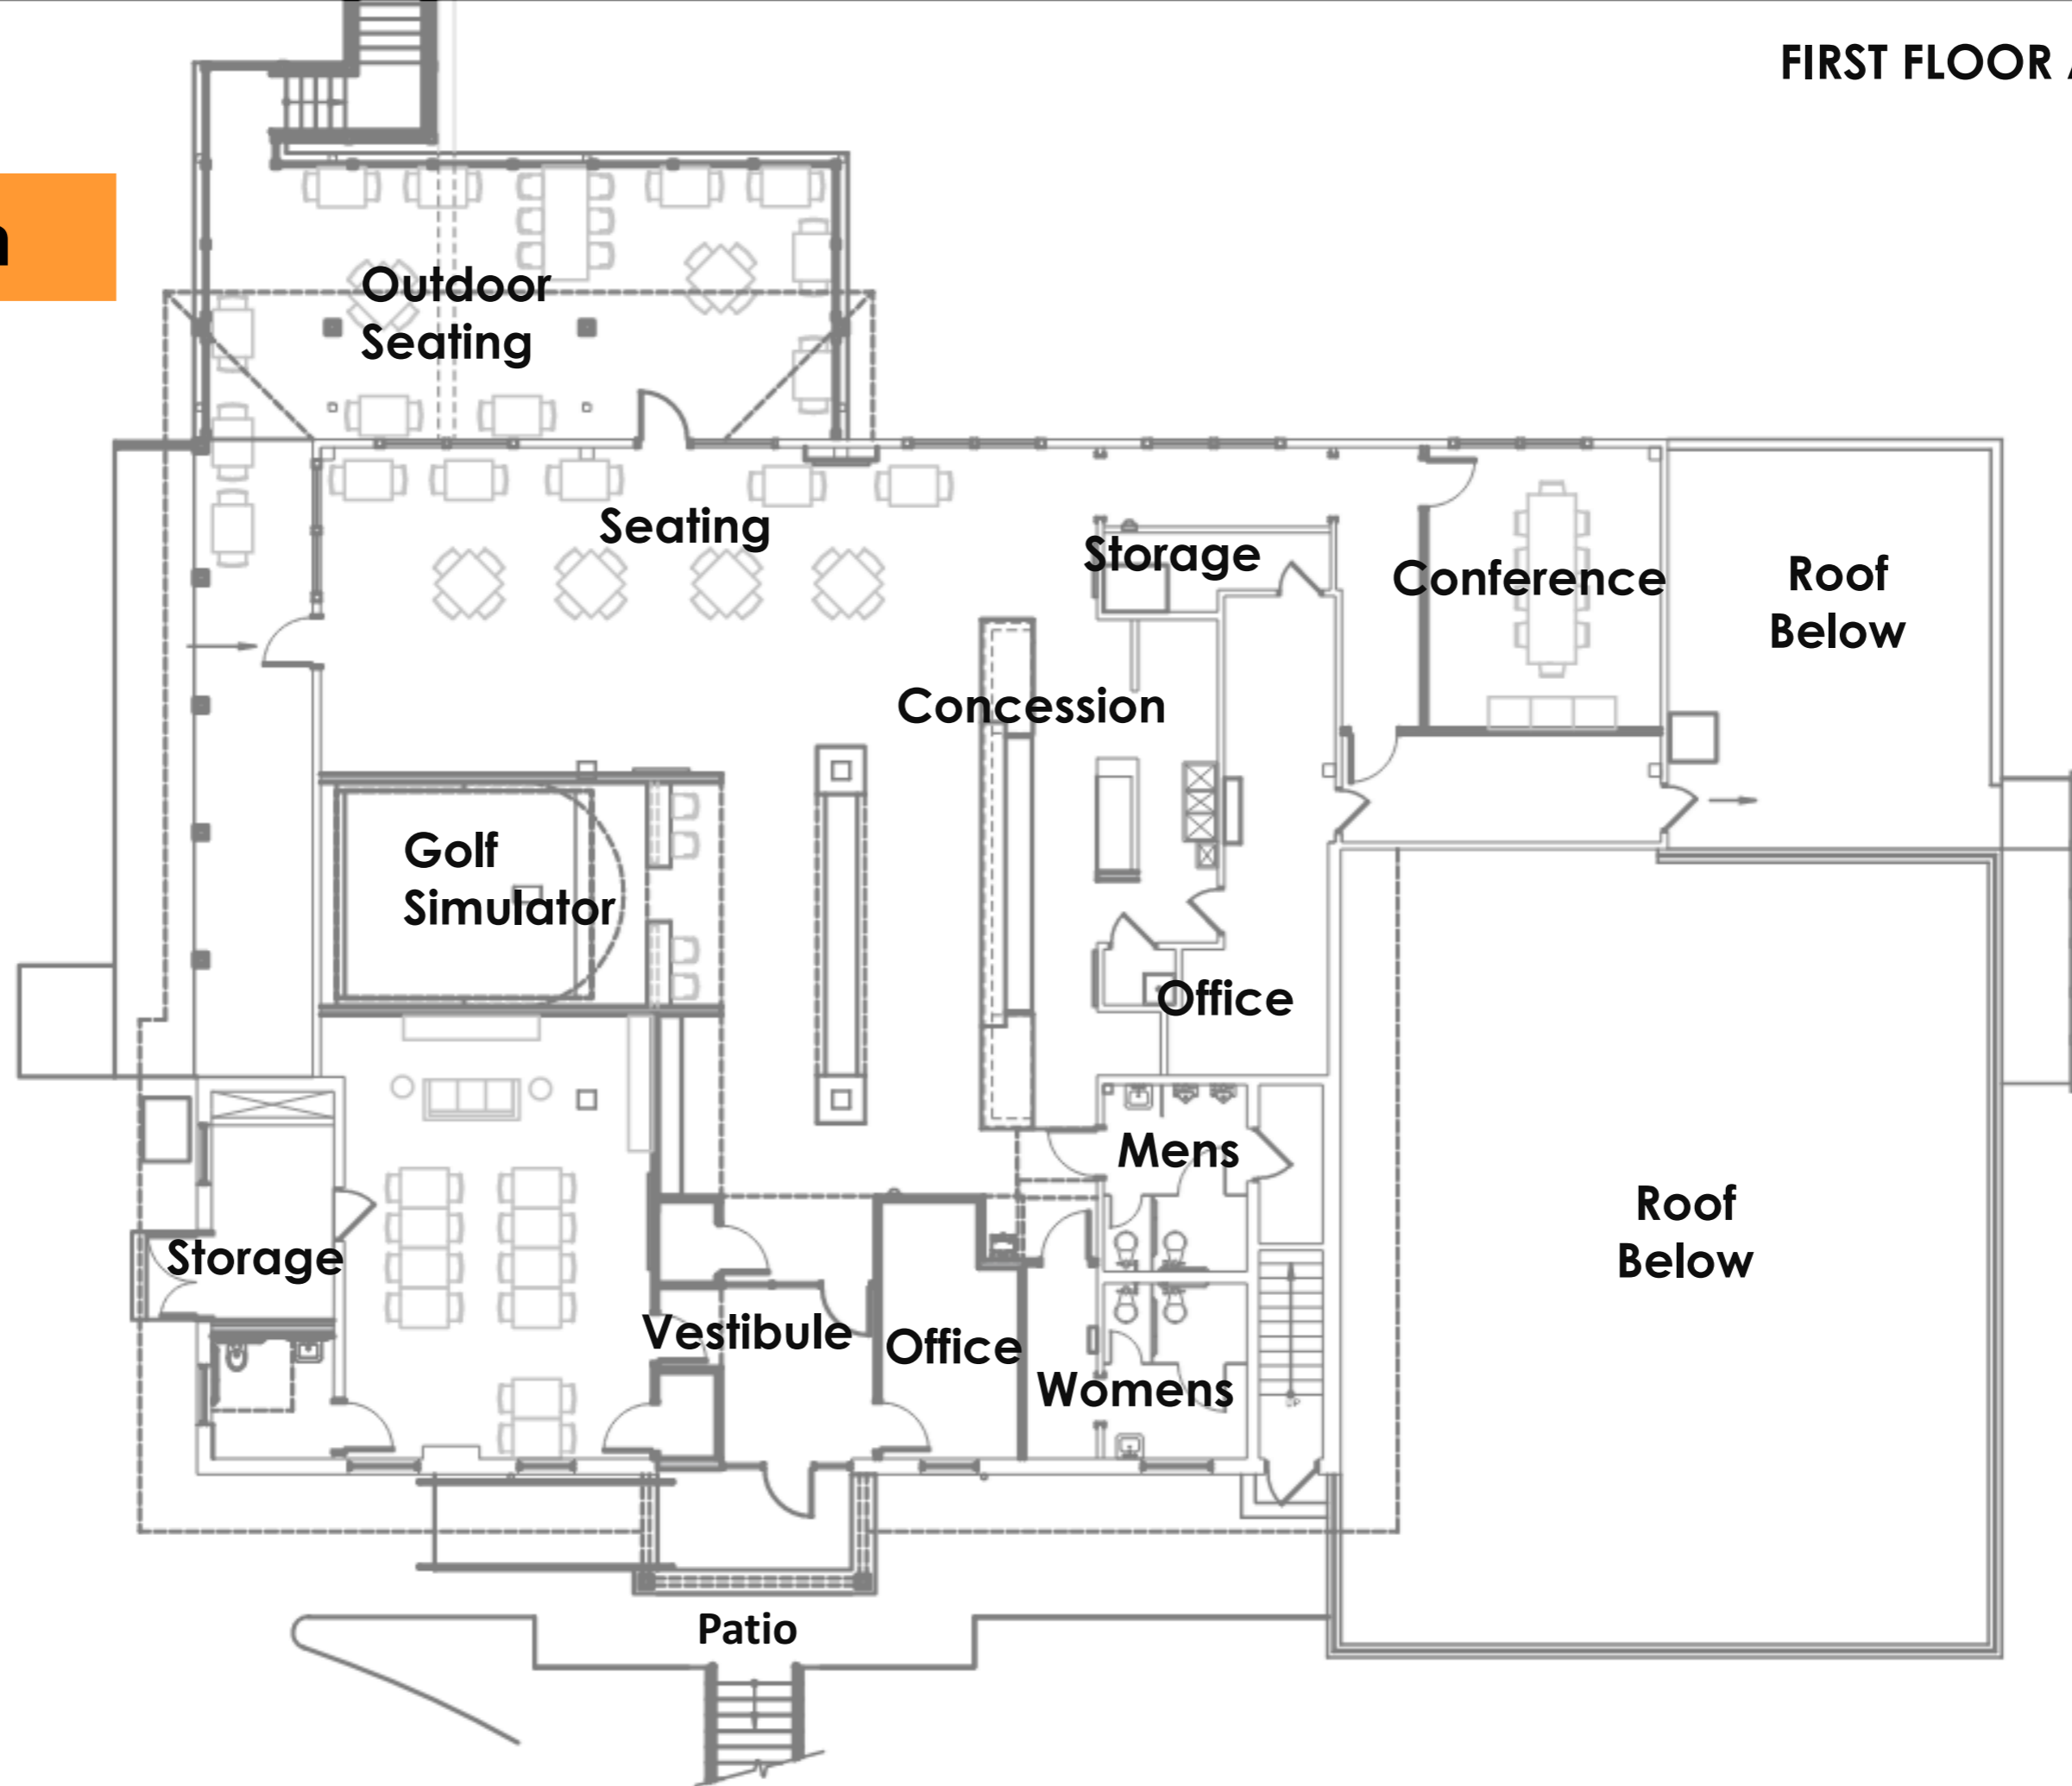 FIRST FLOOR
n
Outdoor
Seating
Seating
Storage
Conference
Roof
Below
Concession
Golf
Simulator
Office
Mens
Roof
Below
Storage
Vestibule
Office
Womens
UP
Patio